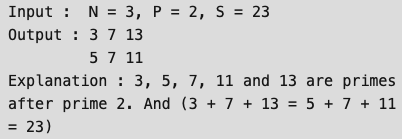 Input :  N = 3, P = 2, S = 23
Output : 3 7 13
         5 7 11
Explanation : 3, 5, 7, 11 and 13 are primes
after prime 2. And (3 + 7 + 13 = 5 + 7 + 11
= 23)